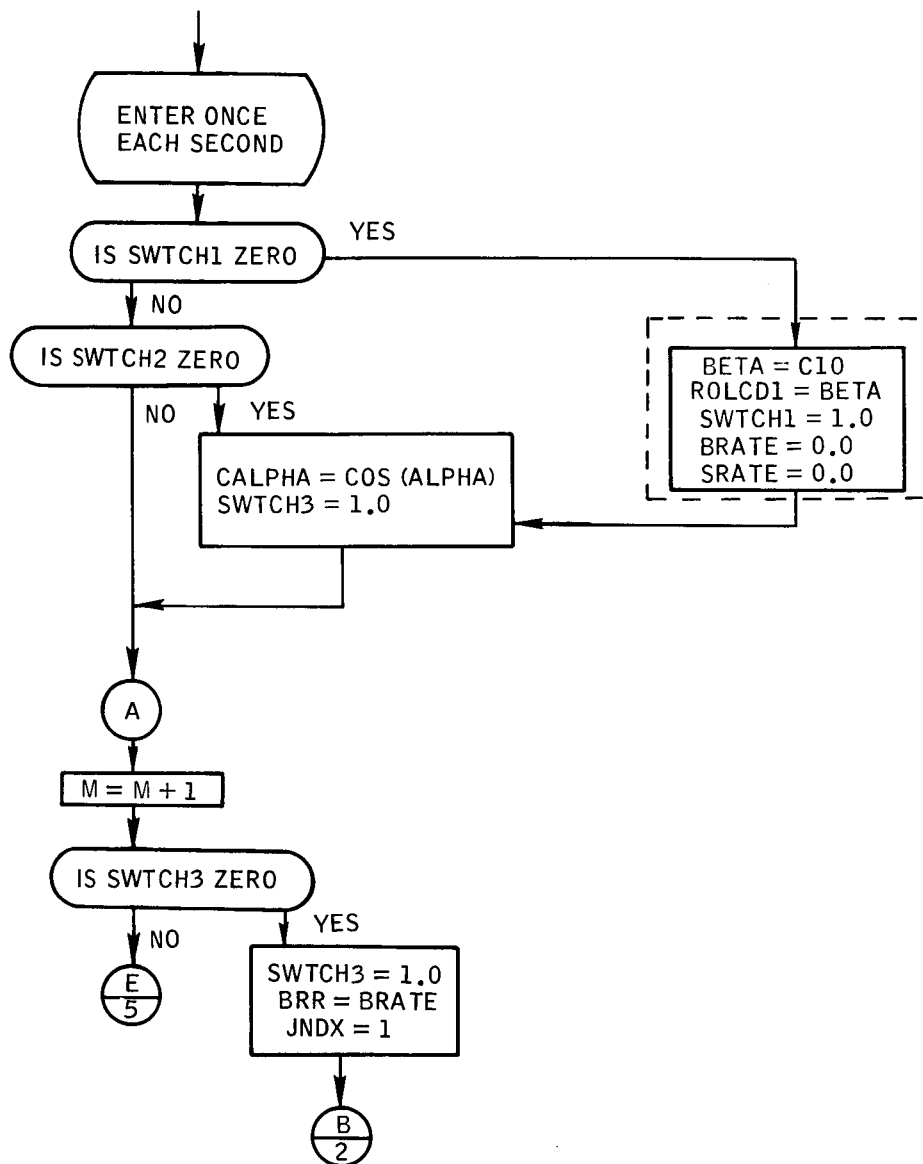 ENTER ONCE
EACH SECOND
IS SWTCH1 ZERO
YES
NO
IS SWTCH2 ZERO
NO
YES
BETA = C10
ROLCD1 = BETA
SWTCH1 = 1.0
BRATE = 0.0
SRATE = 0.0
CALPHA = COS (ALPHA)
SWTCH3 = 1.0
A
M = M + 1
IS SWTCH3 ZERO
NO
YES
E
5
SWTCH3 = 1.0
BRR = BRATE
JNDX = 1
B
2